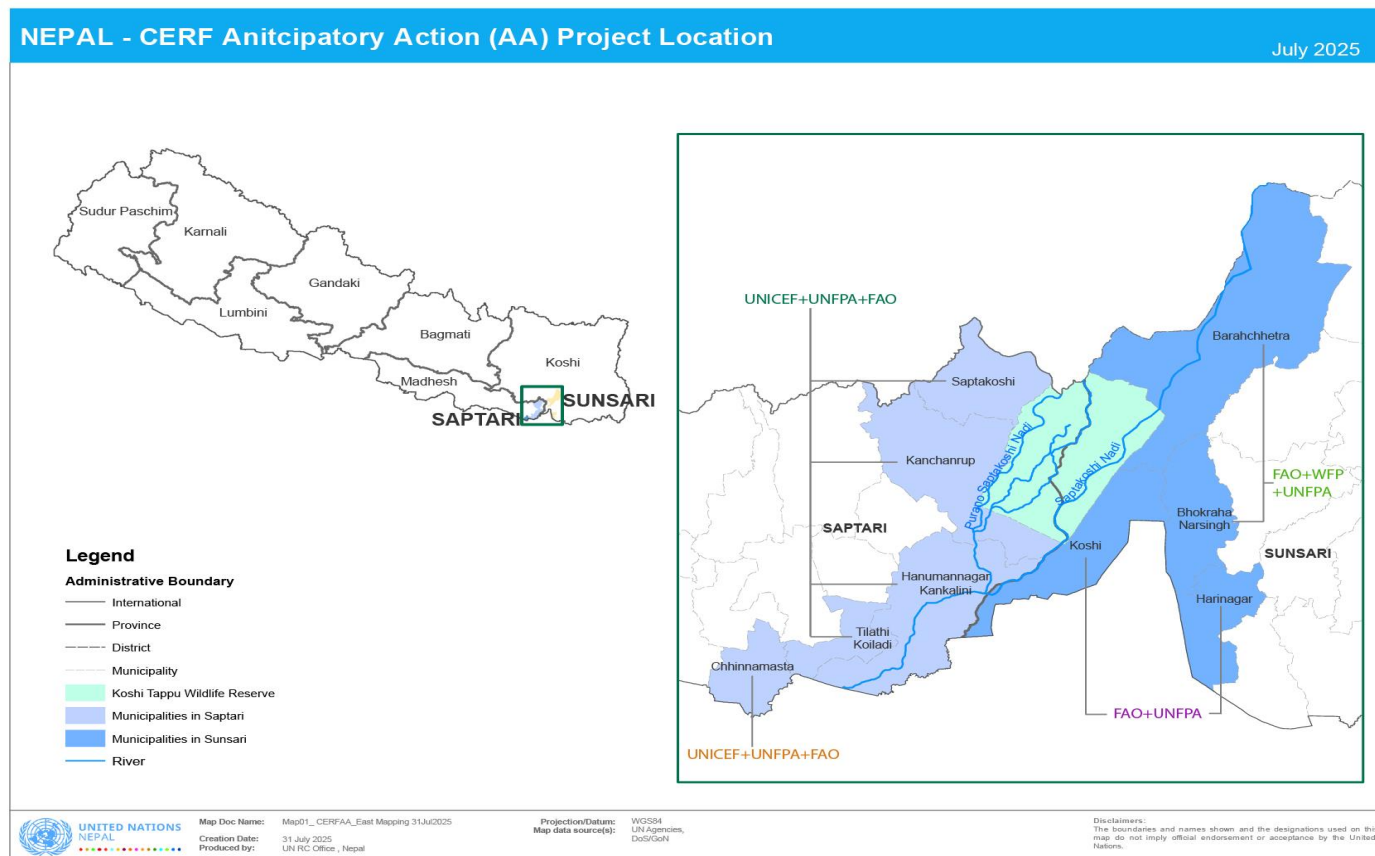 NEPAL - CERF Anitcipatory Action (AA) Project Location
July 2025
Sudur Paschim
Karnali
Gandaki
Lumbini
Bagmati
Koshi
Madhesh
SUNSARI
SAPTARI
UNICEF+UNFPA+FAO
Barahchhetra
Saptakoshi
Kanchanrup
Purano Saptakoshi Nadi
Saptakoshi Nadi
FAO+WFP
+UNFPA
Bhokraha
Narsingh
SAPTARI
Koshi
SUNSARI
Hanumannagar
Kankalini
Harinagar
Tilathi
Koiladi
Chhinnamasta
FAO+UNFPA
UNICEF+UNFPA+FAO
Legend
Administrative Boundary
International
Province
District
Municipality
Koshi Tappu Wildlife Reserve
Municipalities in Saptari
Municipalities in Sunsari
River
UNITED NATIONS
NEPAL
Map Doc Name: Map01_ CERFAA_East Mapping 31Jul2025
Creation Date: 31 July 2025
Produced by: UN RC Office , Nepal
Projection/Datum: WGS84
Map data source(s): UN Agencies,
DoS/GoN
Disclaimers:
The boundaries and names shown and the designations used on this
map do not imply official endorsement or acceptance by the United
Nations.